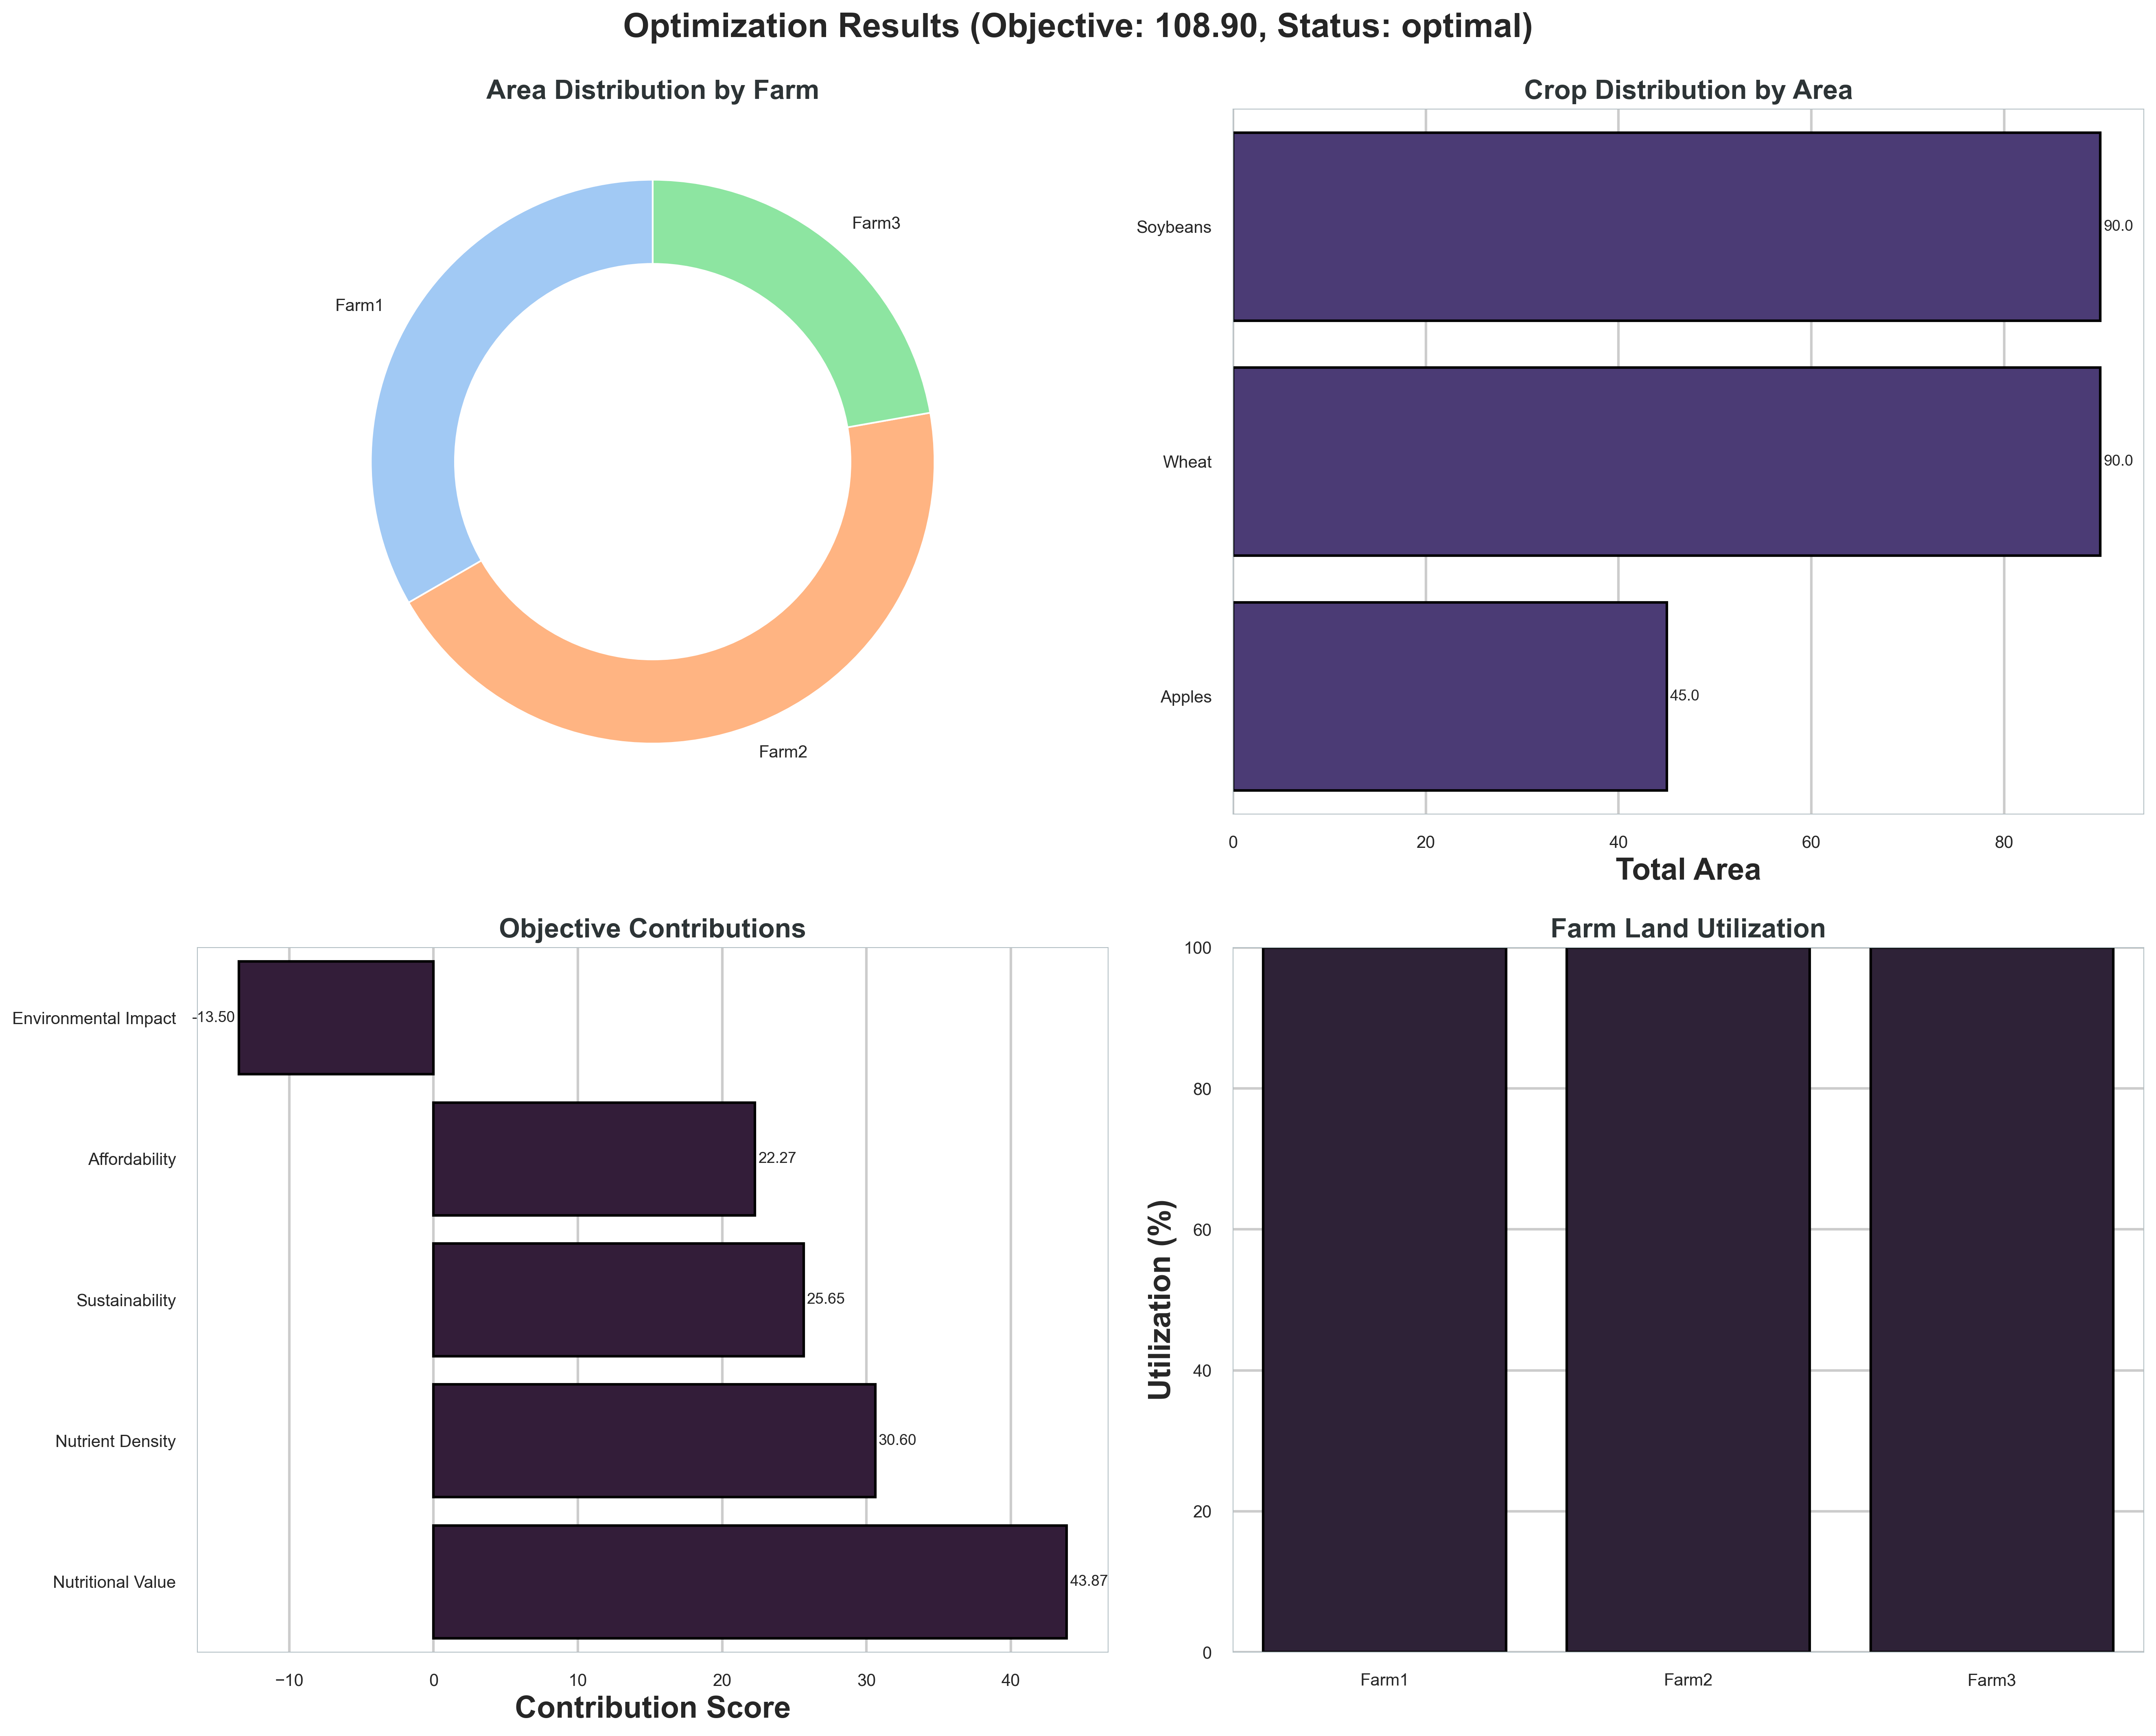 Optimization Results (Objective: 108.90, Status: optimal)
Area Distribution by Farm
Farm3
Farm1
Farm2
Crop Distribution by Area
Soybeans
90.0
Wheat
90.0
Apples
45.0
0 20 40 60 80
Total Area
Objective Contributions
Environmental Impact
-13.50
Affordability
22.27
Sustainability
25.65
Nutrient Density
30.60
Nutritional Value
43.87
−10 0 10 20 30 40
Contribution Score
Farm Land Utilization
Utilization (%)
100
80
60
40
20
0
Farm1 Farm2 Farm3